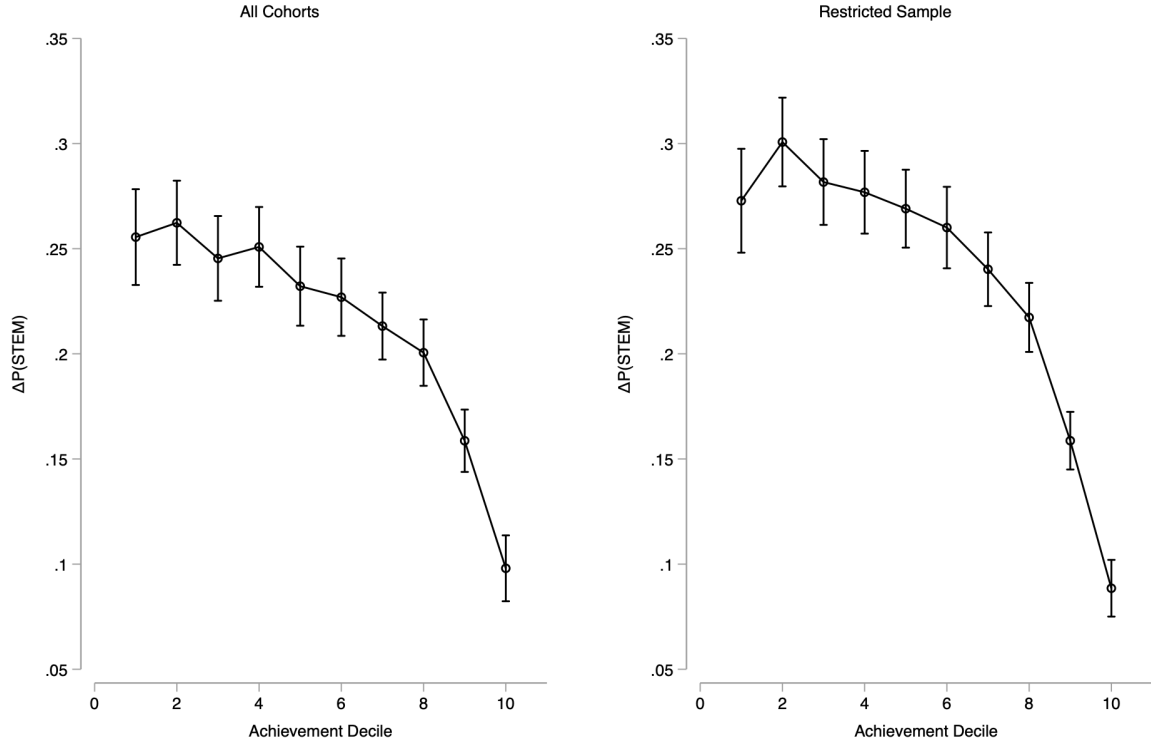 All Cohorts
.35
.3
.25
.2
.15
.1
.05
ΔP(STEM)
0 2 4 6 8 10
Achievement Decile
Restricted Sample
.35
.3
.25
.2
.15
.1
.05
ΔP(STEM)
0 2 4 6 8 10
Achievement Decile